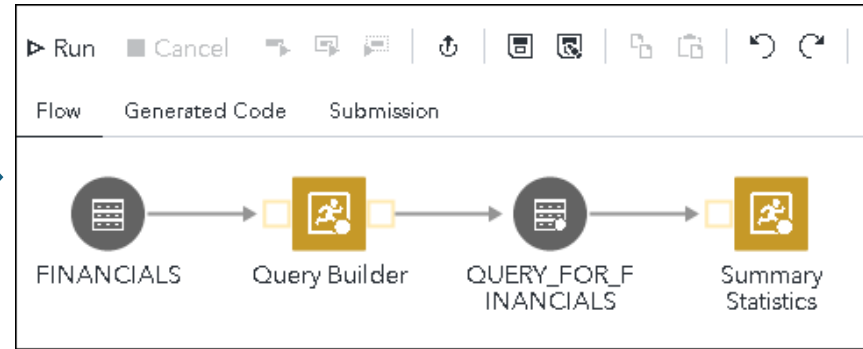 Run Cancel
Flow Generated Code Submission
FINANCIALS Query Builder QUERY_FOR_F Summary
INANCIALS Statistics